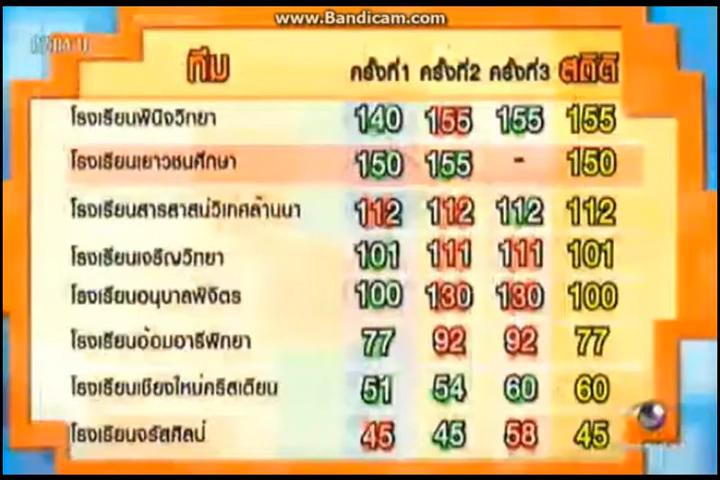 www.Bandicam.com
ทีม ครั้งที่1 ครั้งที่2 ครั้งที่3 สถิติ
โรงเรียนพินิจวิทยา 140 155 155 155
โรงเรียนเยาวชนศึกษา 150 155 - 150
โรงเรียนสารสาสน์วิเทศล้านนา 112 112 112 112
โรงเรียนเจริญวิทยา 101 111 111 101
โรงเรียนอนุบาลพิจิตร 100 130 130 100
โรงเรียนอ้อมอารีพิทยา 77 92 92 77
โรงเรียนเชียงใหม่คริสเตียน 51 54 60 60
โรงเรียนจรัสศิลป์ 45 45 58 45